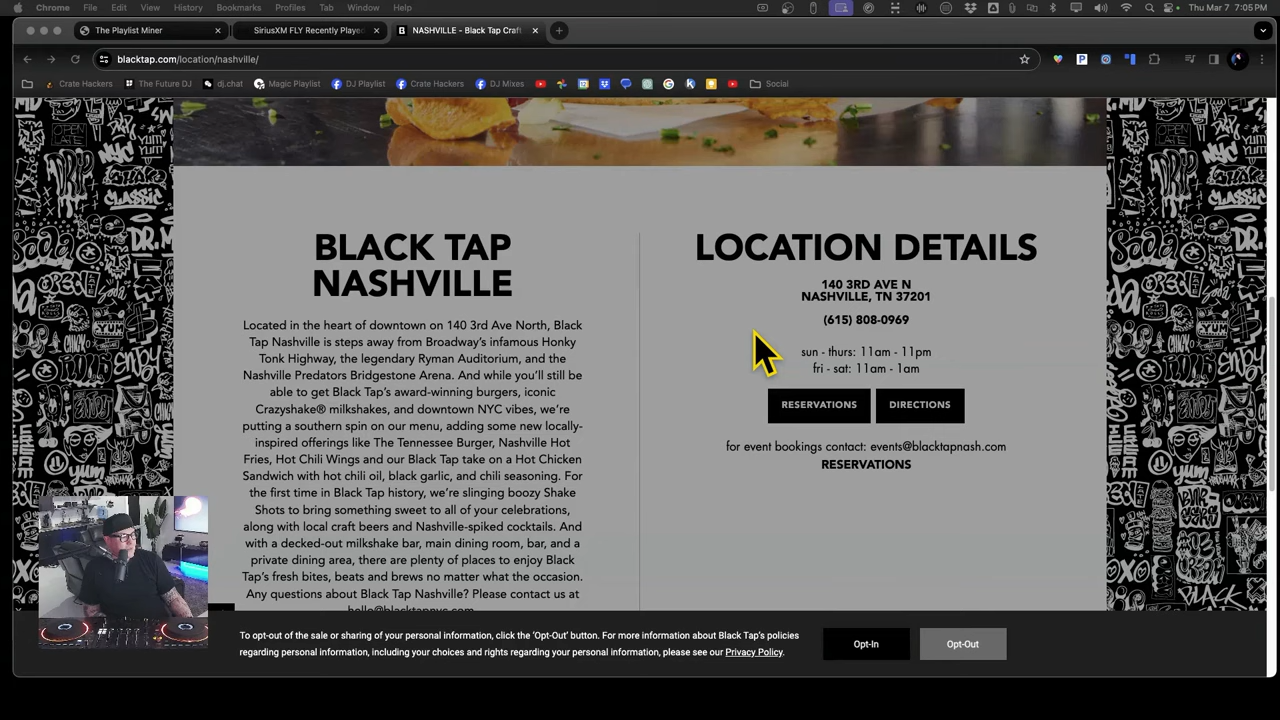 Chrome File Edit View History Bookmarks Profiles Tab Window Help Thu Mar 7 7:05 PM
The Playlist Miner SiriusXM FLY Recently Playe NASHVILLE - Black Tap Craft
blacktap.com/location/nashville/
Crate Hackers The Future DJ dj.chat Magic Playlist DJ Playlist Crate Hackers DJ Mixes Social
BLACK TAP
NASHVILLE
Located in the heart of downtown on 140 3rd Ave North, Black
Tap Nashville is steps away from Broadway's infamous Honky
Tonk Highway, the legendary Ryman Auditorium, and the
Nashville Predators Bridgestone Arena. And while you'll still be
able to get Black Tap's award-winning burgers, iconic
Crazyshake® milkshakes, and downtown NYC vibes, we're
putting a southern spin on our menu, adding some new locally-
inspired offerings like The Tennessee Burger, Nashville Hot
Fries, Hot Chili Wings and our Black Tap take on a Hot Chicken
Sandwich with hot chili oil, black garlic, and chili seasoning. For
the first time in Black Tap history, we're slinging boozy Shake
Shots to bring something sweet to all of your celebrations,
along with local craft beers and Nashville-spiked cocktails. And
with a decked-out milkshake bar, main dining room, bar, and a
private dining area, there are plenty of places to enjoy Black
Tap's fresh bites, beats and brews no matter what the occasion.
Any questions about Black Tap Nashville? Please contact us at
hello@blacktapnyc.com
LOCATION DETAILS
140 3RD AVE N
NASHVILLE, TN 37201
(615) 808-0969
sun - thurs: 11am - 11pm
fri - sat: 11am - 1am
RESERVATIONS DIRECTIONS
for event bookings contact: events@blacktapnash.com
RESERVATIONS
To opt-out of the sale or sharing of your personal information, click the 'Opt-Out' button. For more information about Black Tap's policies
regarding personal information, including your choices and rights regarding your personal information, please see our Privacy Policy.
Opt-In Opt-Out